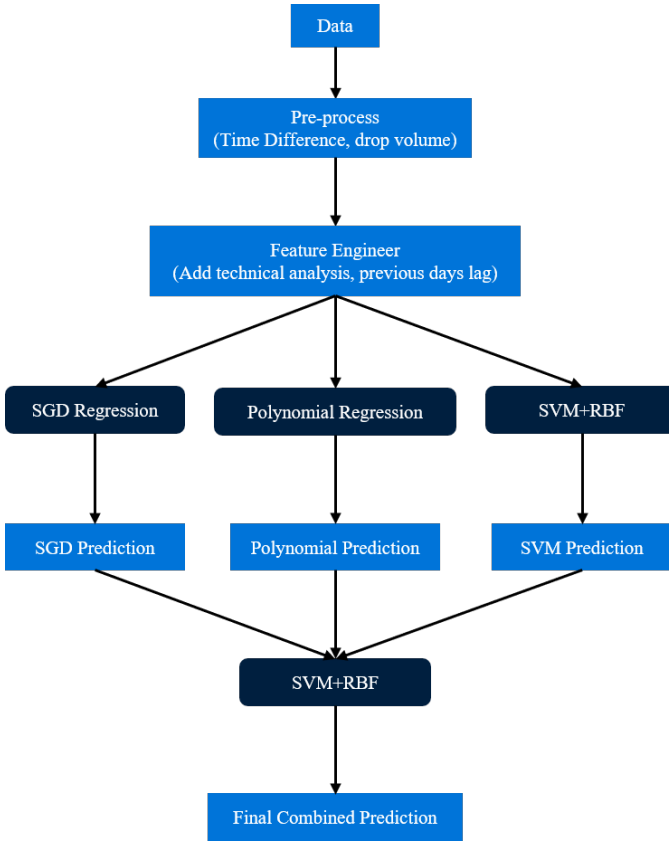 Data
Pre-process
(Time Difference, drop volume)
Feature Engineer
(Add technical analysis, previous days lag)
SGD Regression
Polynomial Regression
SVM+RBF
SGD Prediction
Polynomial Prediction
SVM Prediction
SVM+RBF
Final Combined Prediction